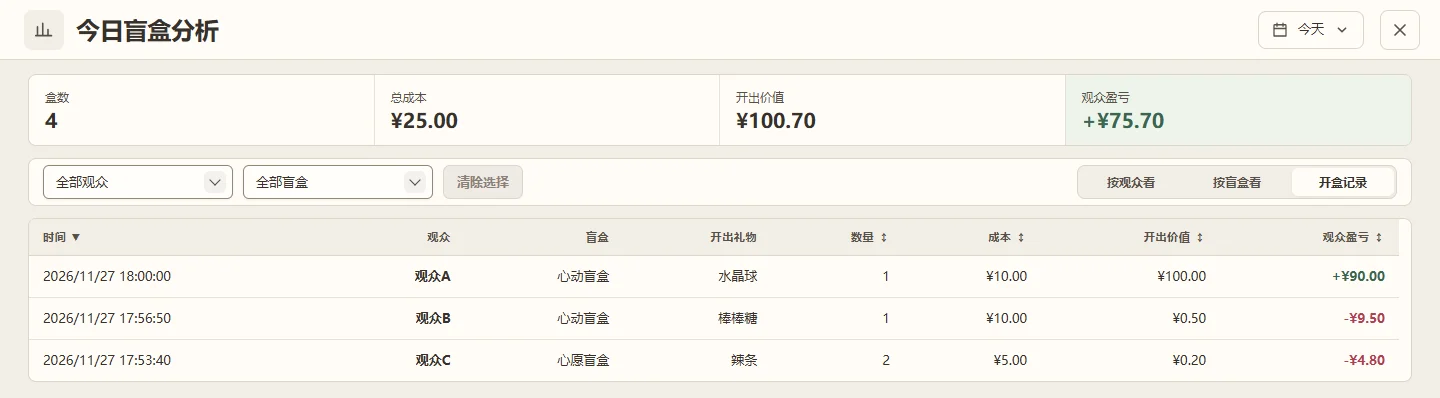 今日盲盒分析
今天
盒数 总成本 开出价值 观众盈亏
4 ¥25.00 ¥100.70 +¥75.70
全部观众 全部盲盒 清除选择 按观众看 按盲盒看 开盒记录
时间 ▼ 观众 盲盒 开出礼物 数量 ↕ 成本 ↕ 开出价值 ↕ 观众盈亏 ↕
2026/11/27 18:00:00 观众A 心动盲盒 水晶球 1 ¥10.00 ¥100.00 +¥90.00
2026/11/27 17:56:50 观众B 心动盲盒 棒棒糖 1 ¥10.00 ¥0.50 -¥9.50
2026/11/27 17:53:40 观众C 心愿盲盒 辣条 2 ¥5.00 ¥0.20 -¥4.80